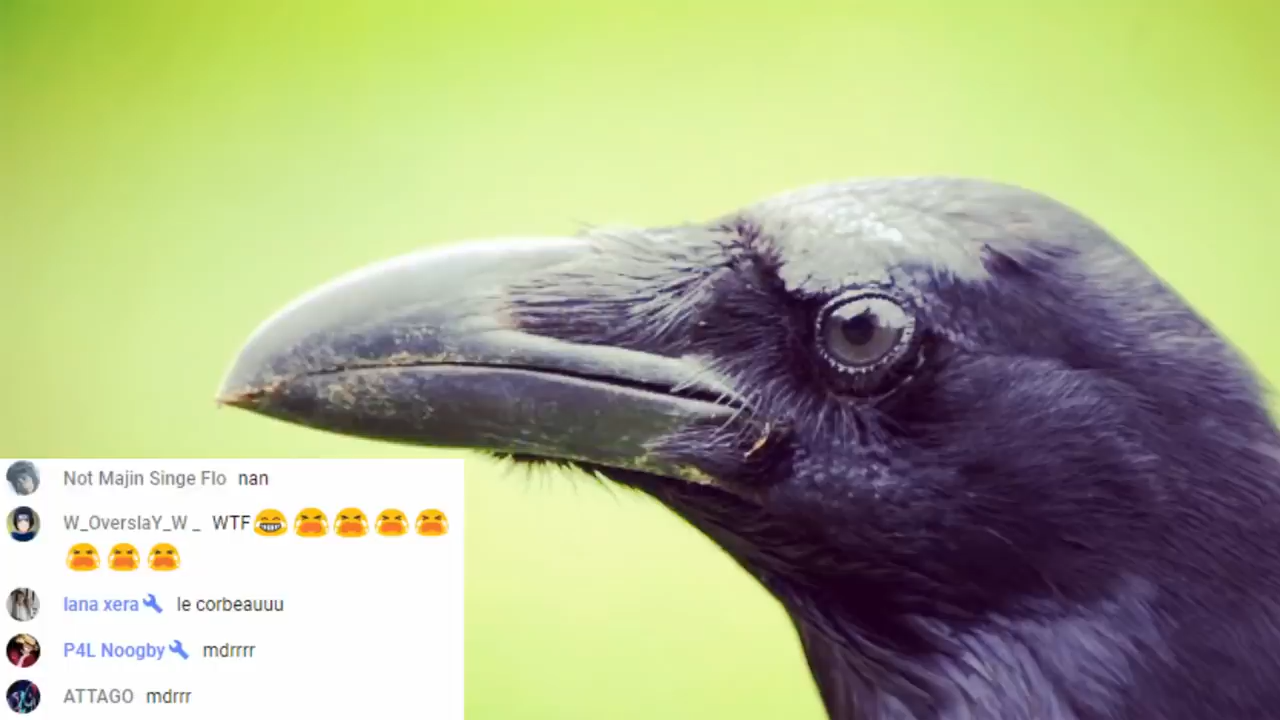 Not Majin Singe Flo nan
W_OverslaY_W _ WTF😂😭😭😭😭
😭😭😭
lana xera🔧 le corbeauuu
P4L Noogby🔧 mdrrrr
ATTAGO mdrrr